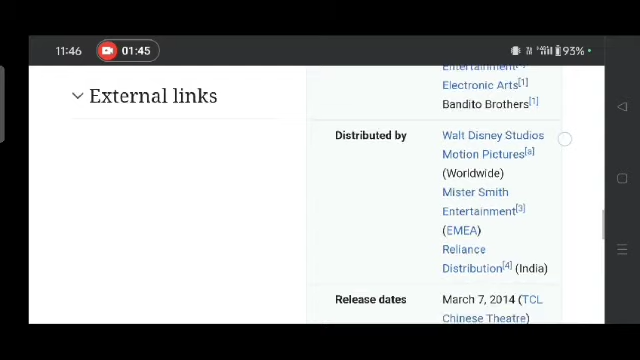 11:46
01:45
93%
Entertainment
Electronic Arts[1]
External links
Bandito Brothers[1]
Distributed by
Walt Disney Studios
Motion Pictures[a]
(Worldwide)
Mister Smith
Entertainment[3]
(EMEA)
Reliance
Distribution[4] (India)
Release dates
March 7, 2014 (TCL
Chinese Theatre)